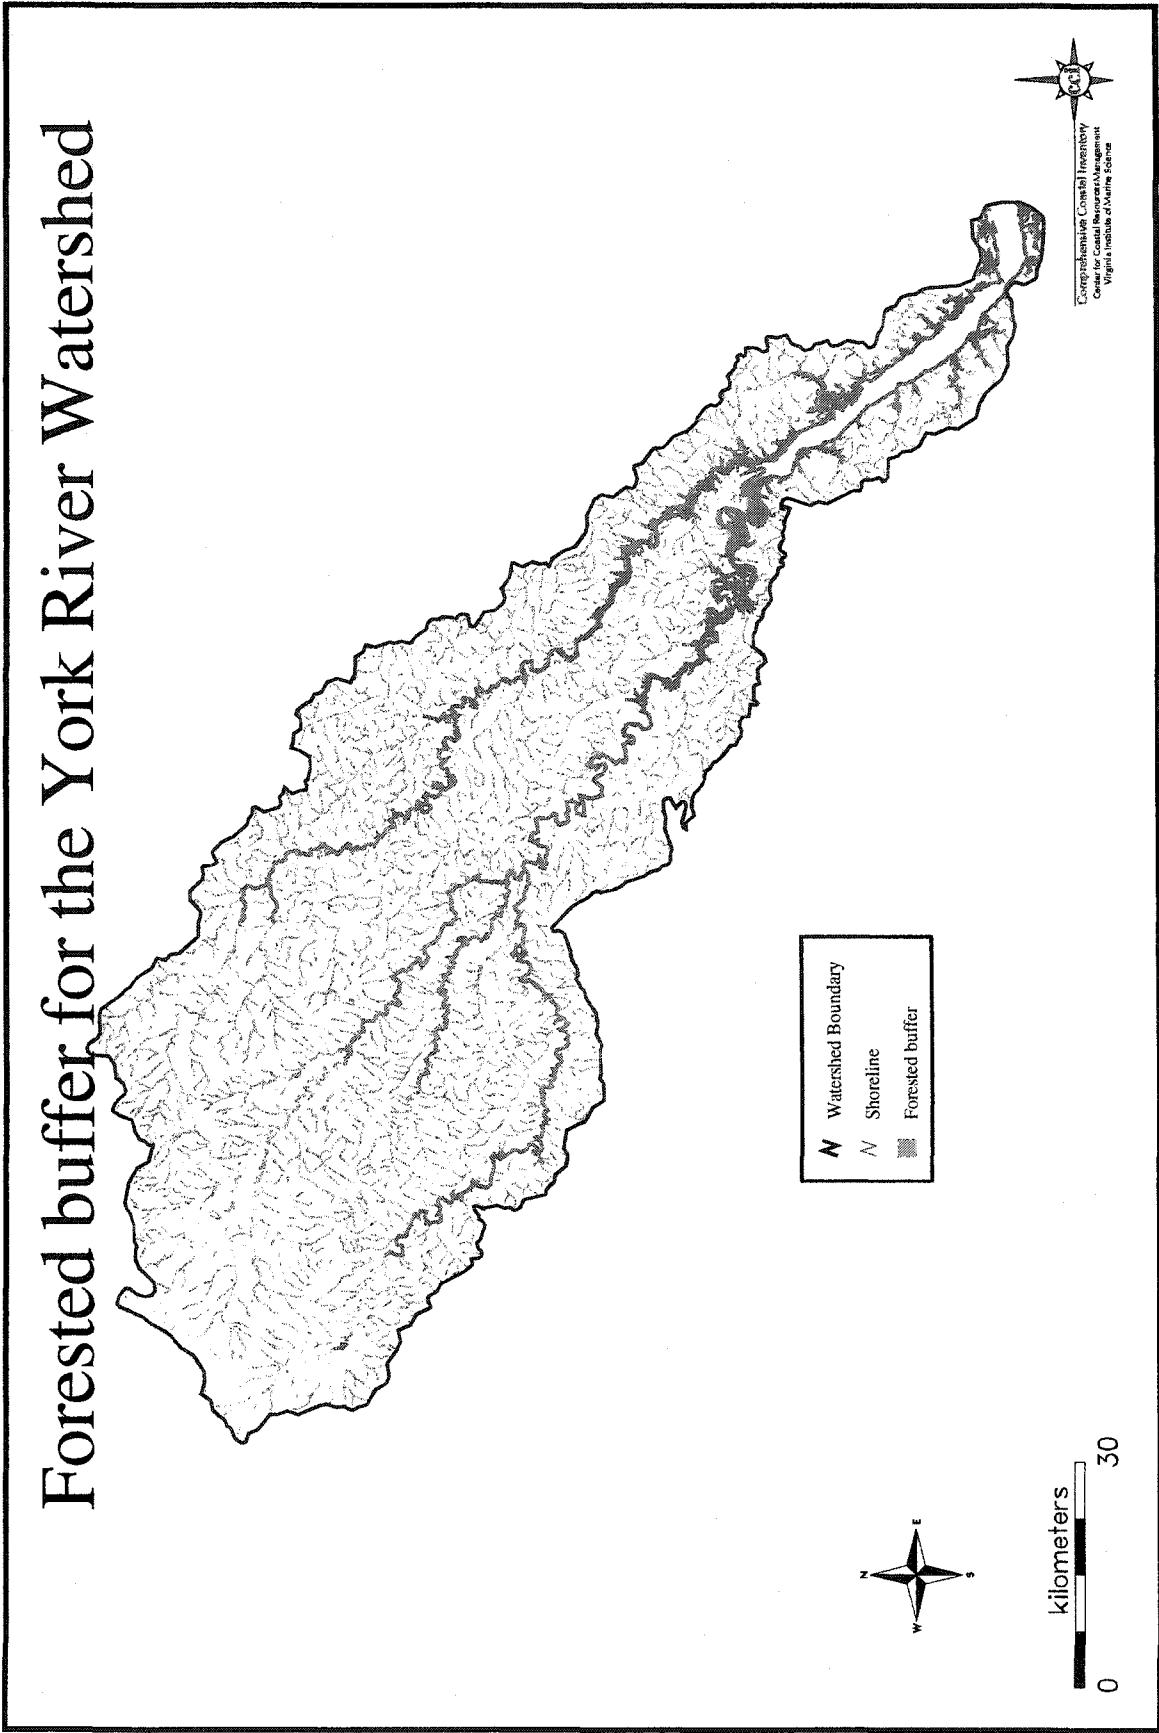 Forested buffer for the York River Watershed
Watershed Boundary
Shoreline
Forested buffer
N
W
E
S
kilometers
0
30
C.C.I.
Comprehensive Coastal Inventory
Center for Coastal Resources Management
Virginia Institute of Marine Science